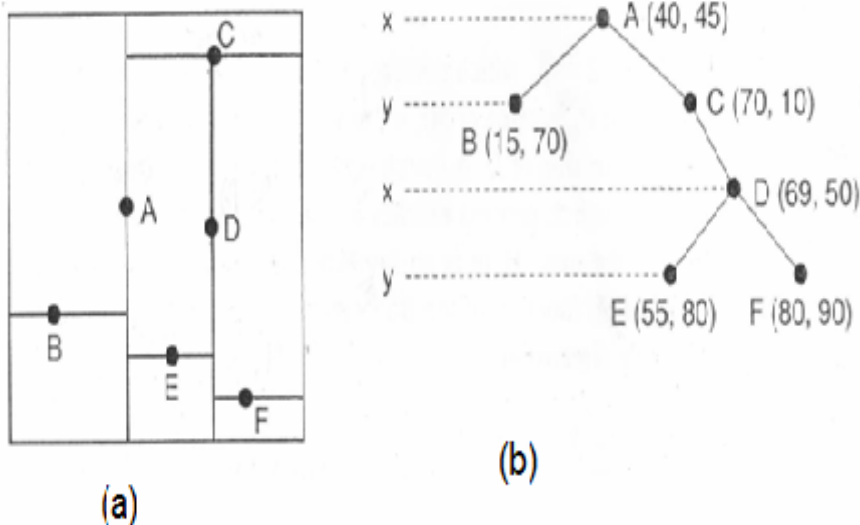 C
A
D
B
E
F
(a)
x
A (40, 45)
y
C (70, 10)
B (15, 70)
x
D (69, 50)
y
E (55, 80)
F (80, 90)
(b)